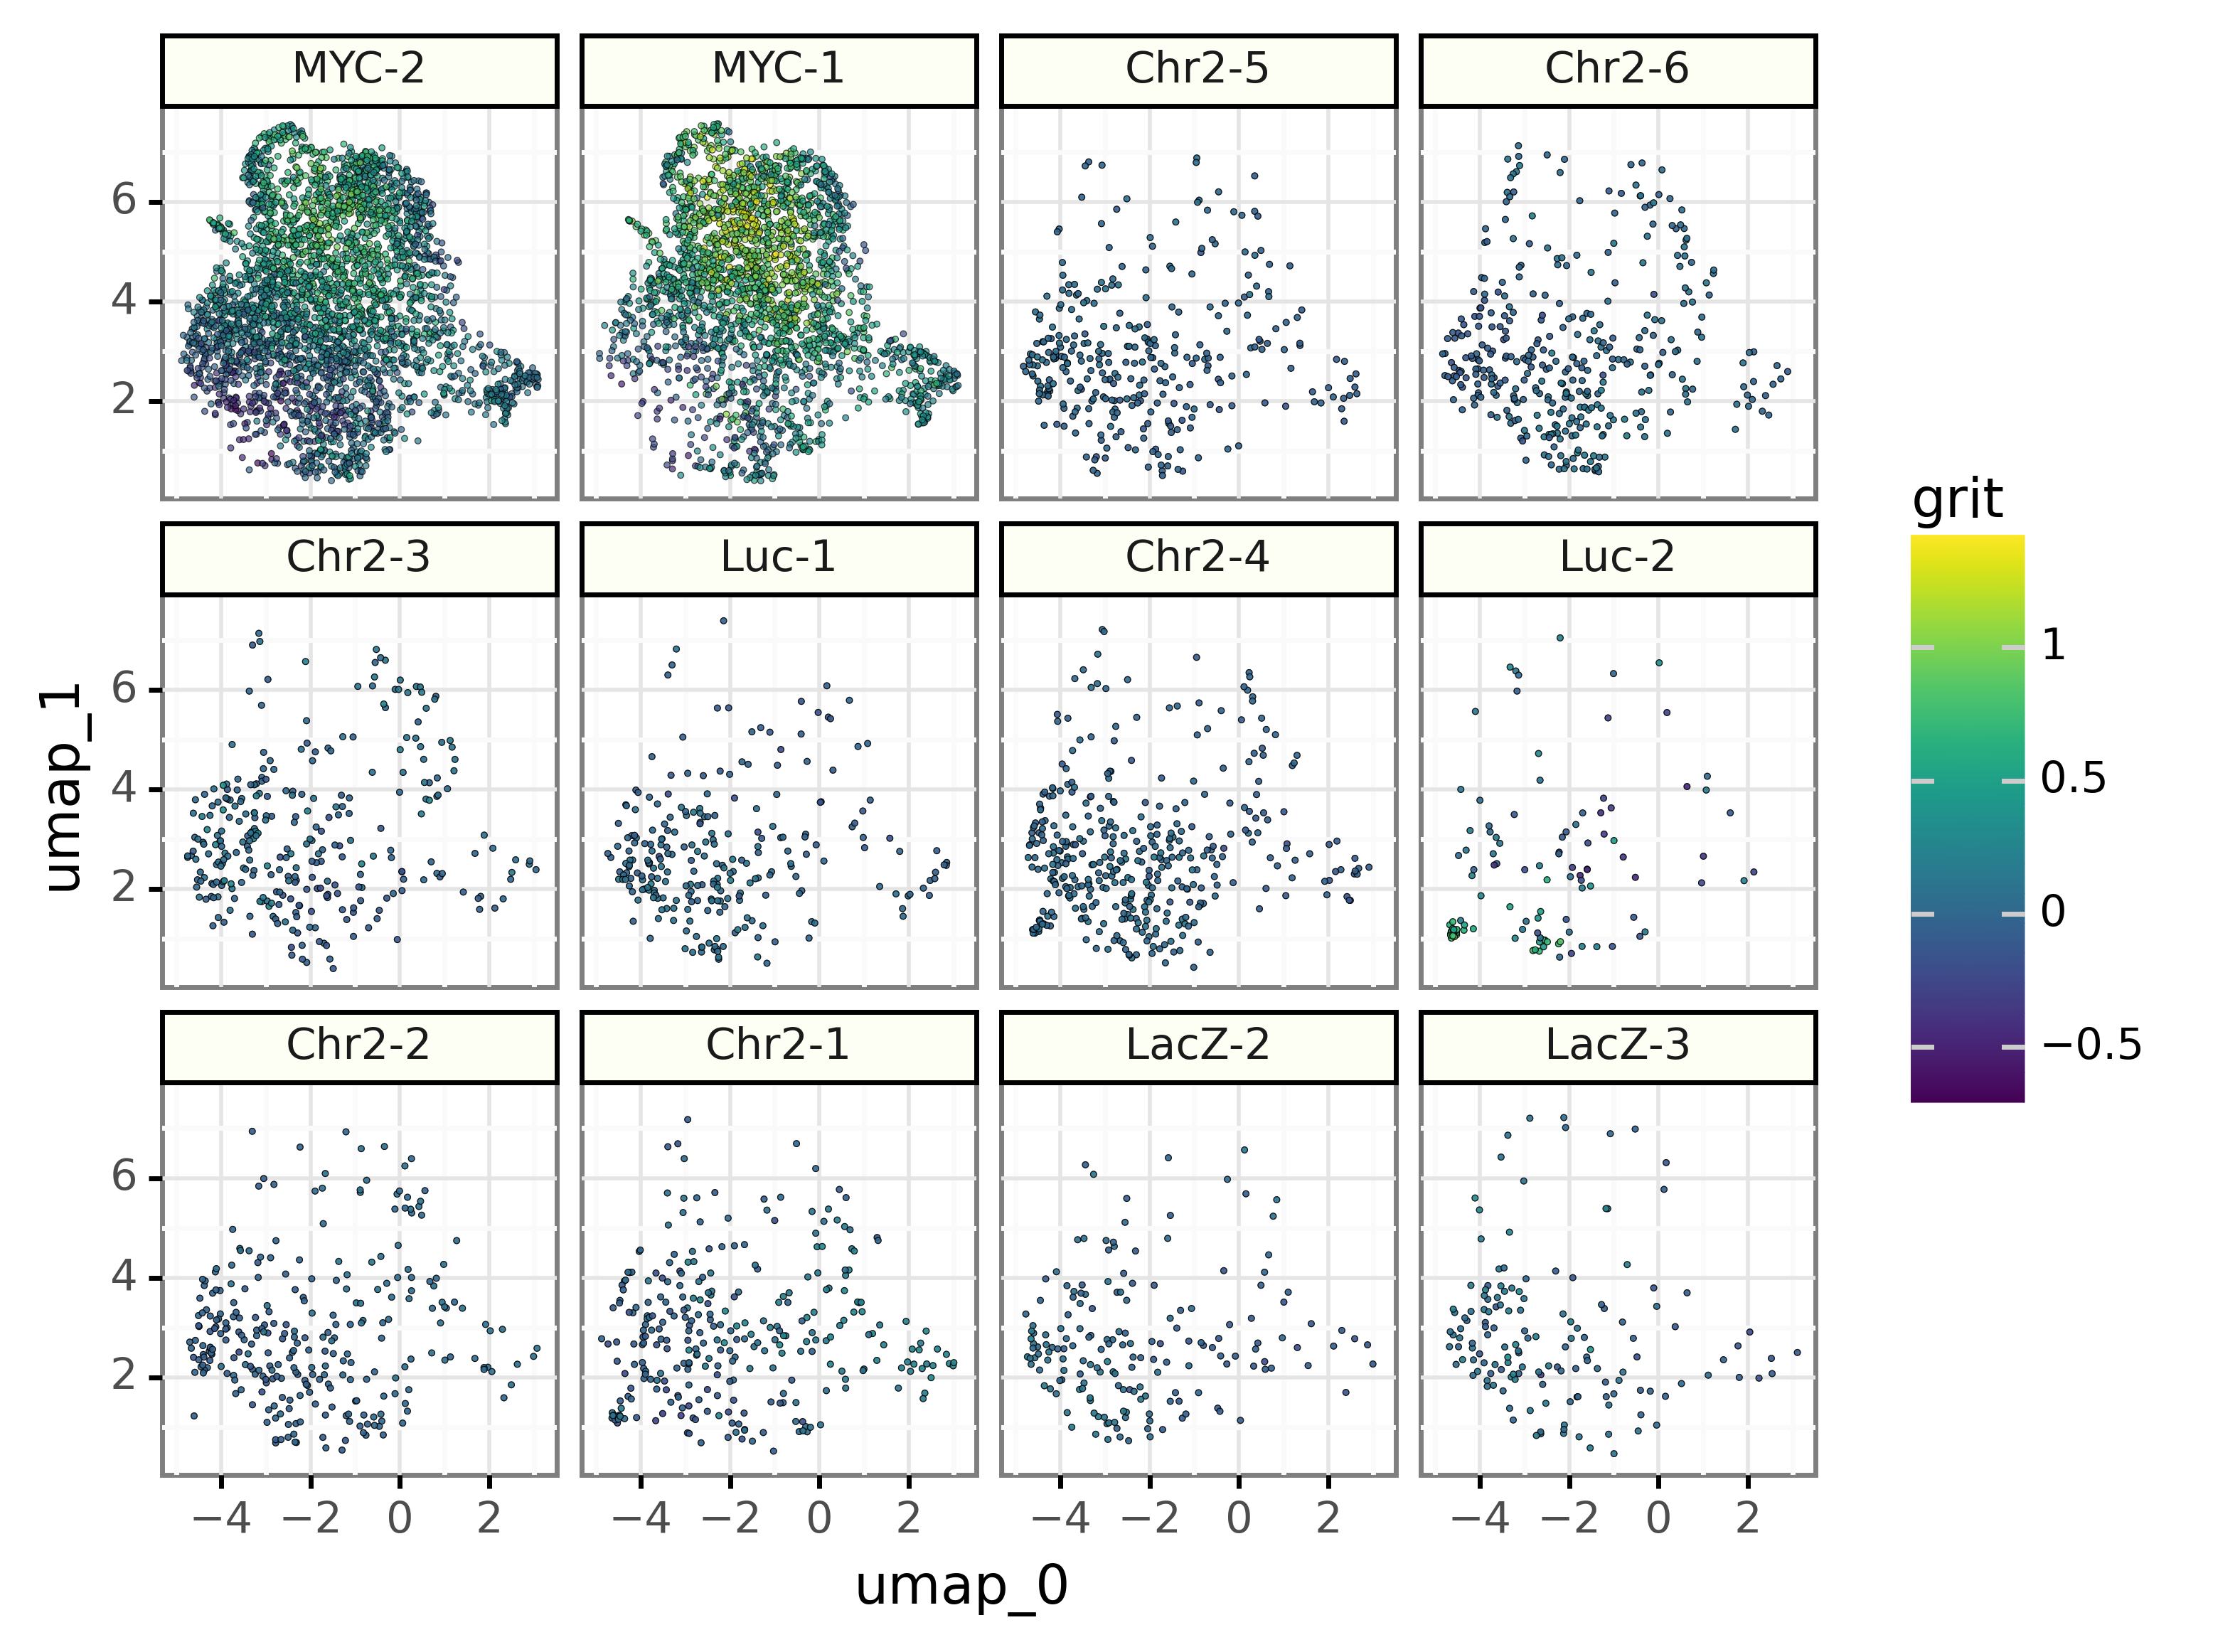 MYC-2 MYC-1 Chr2-5 Chr2-6
6
4
2
Chr2-3 Luc-1 Chr2-4 Luc-2
6
4
2
Chr2-2 Chr2-1 LacZ-2 LacZ-3
6
4
2
−4 −2 0 2 −4 −2 0 2 −4 −2 0 2 −4 −2 0 2
umap_0
umap_1
grit
1
0.5
0
−0.5